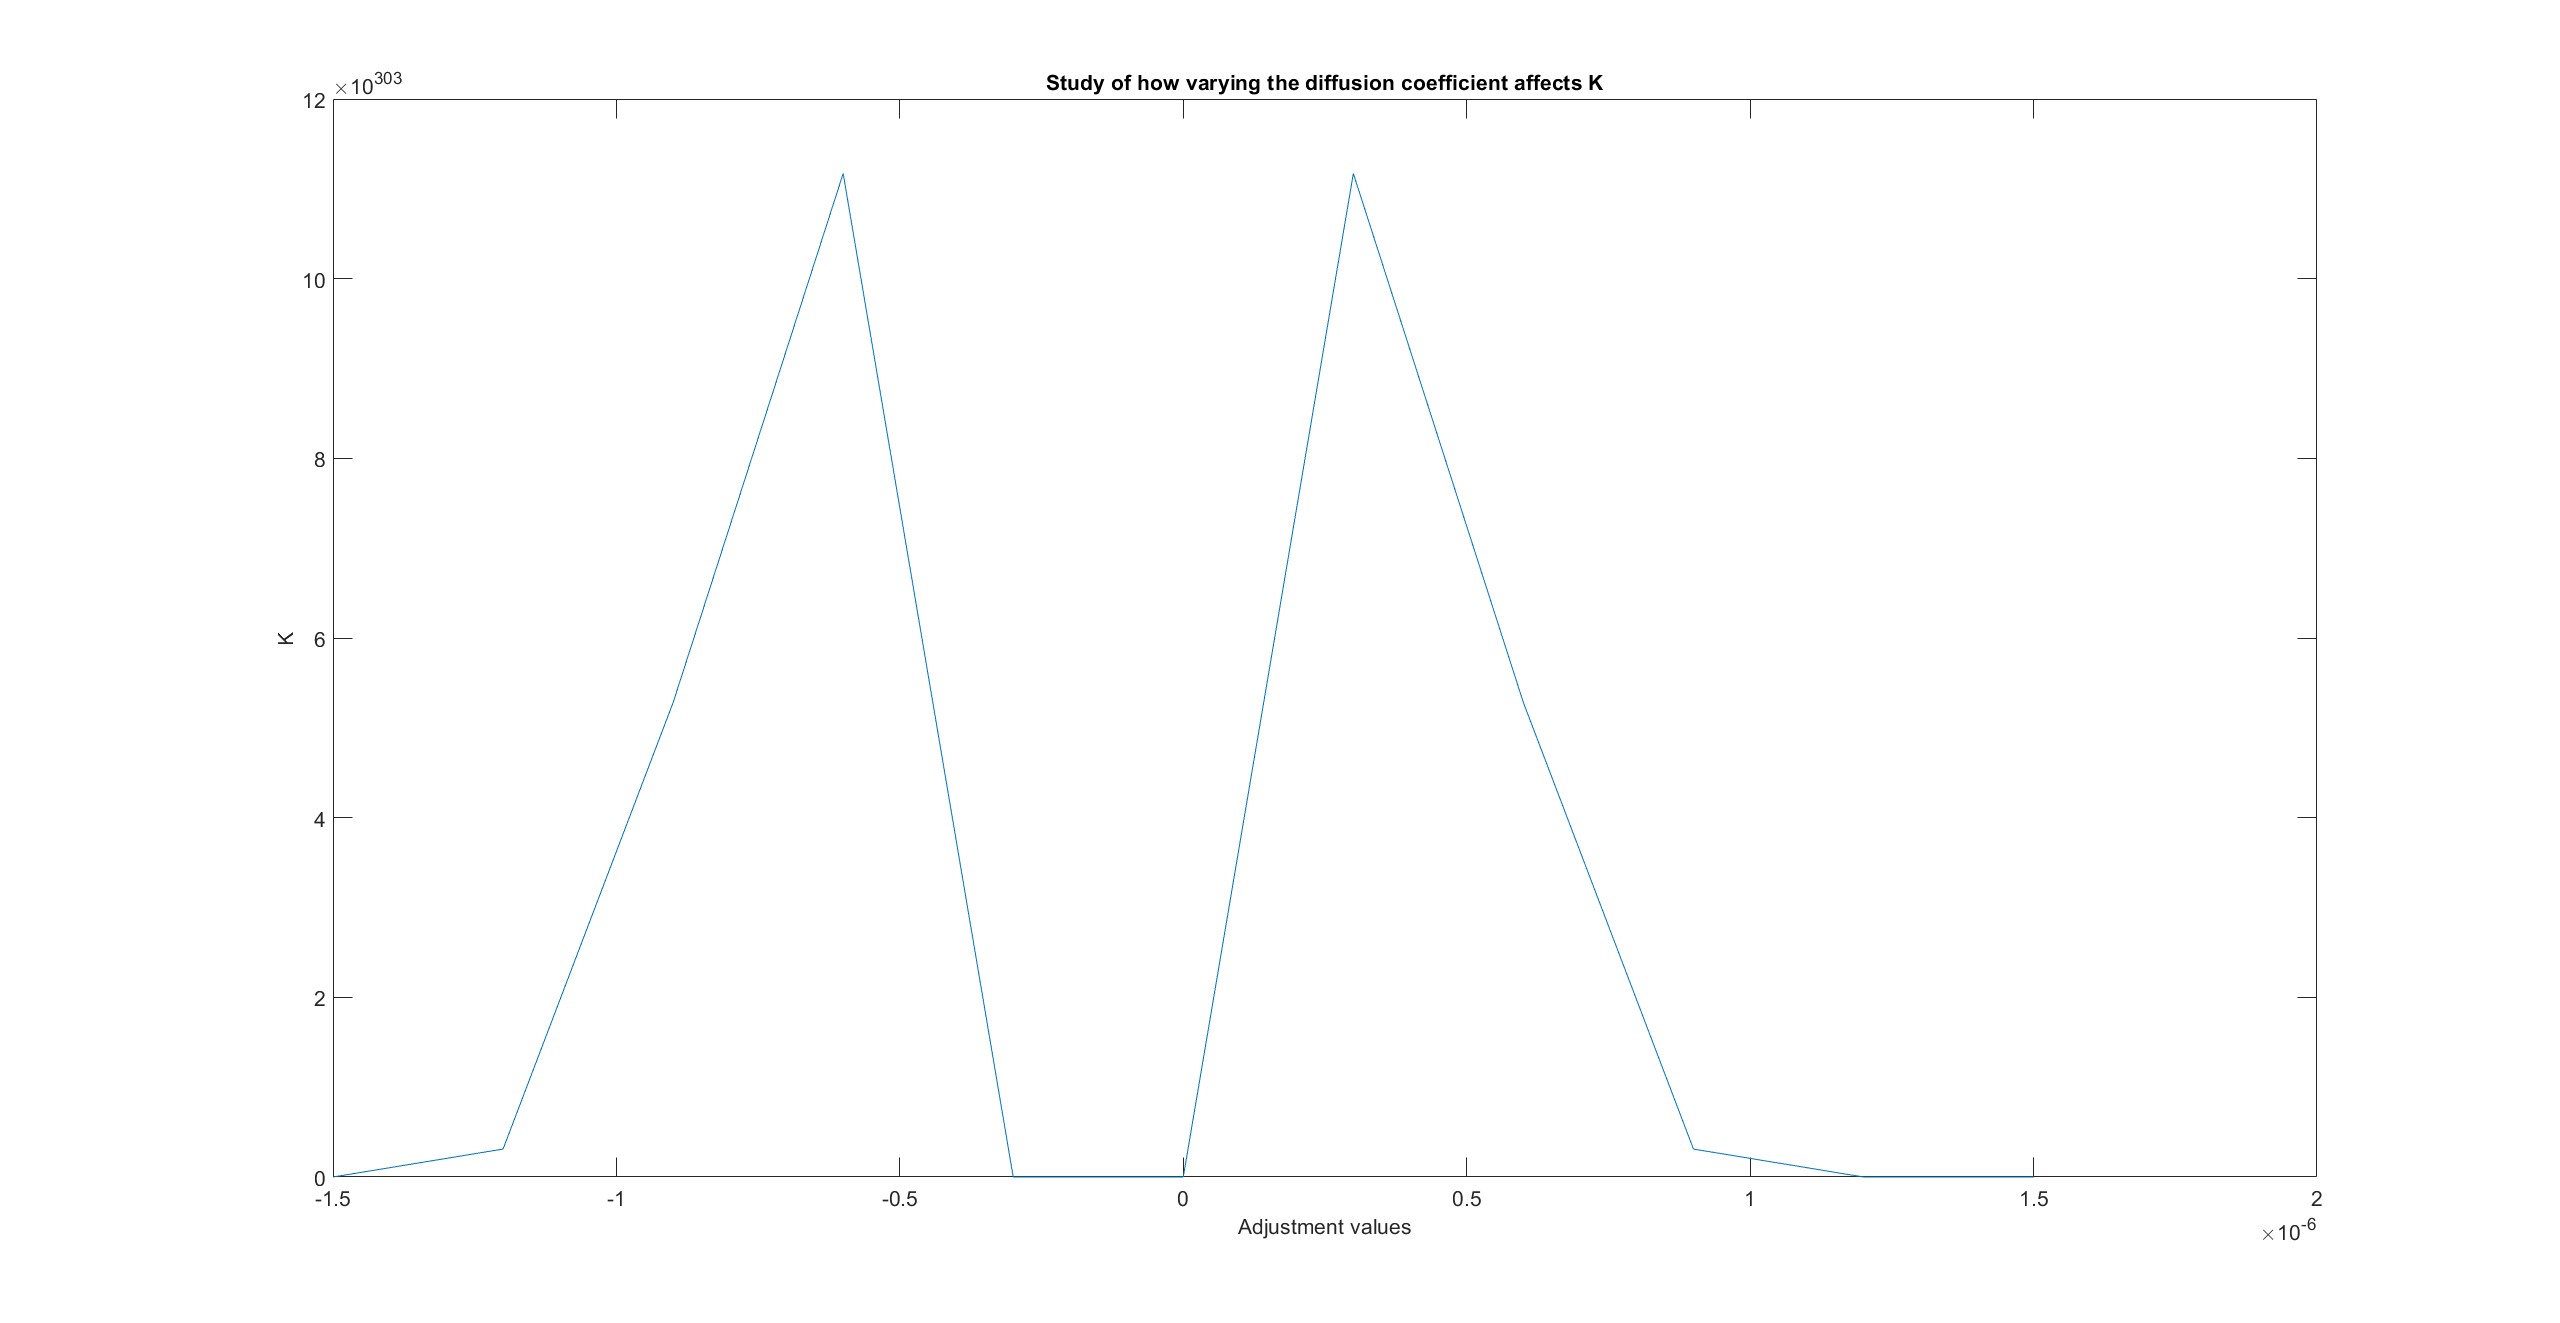 Study of how varying the diffusion coefficient affects K
×10^303
12
10
8
6
4
2
0
K
-1.5 -1 -0.5 0 0.5 1 1.5 2
Adjustment values
×10^-6